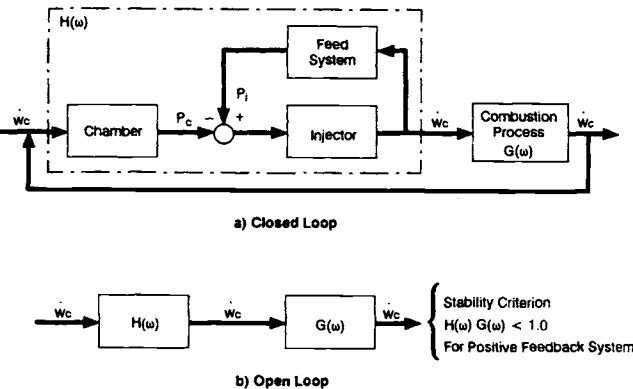 H(ω)
Feed
System
P_i
ẇc
Chamber
P_c
−
+
Injector
ẇc
Combustion
Process
G(ω)
ẇc
a) Closed Loop
ẇc
H(ω)
ẇc
G(ω)
ẇc
Stability Criterion
H(ω) G(ω) < 1.0
For Positive Feedback System
b) Open Loop